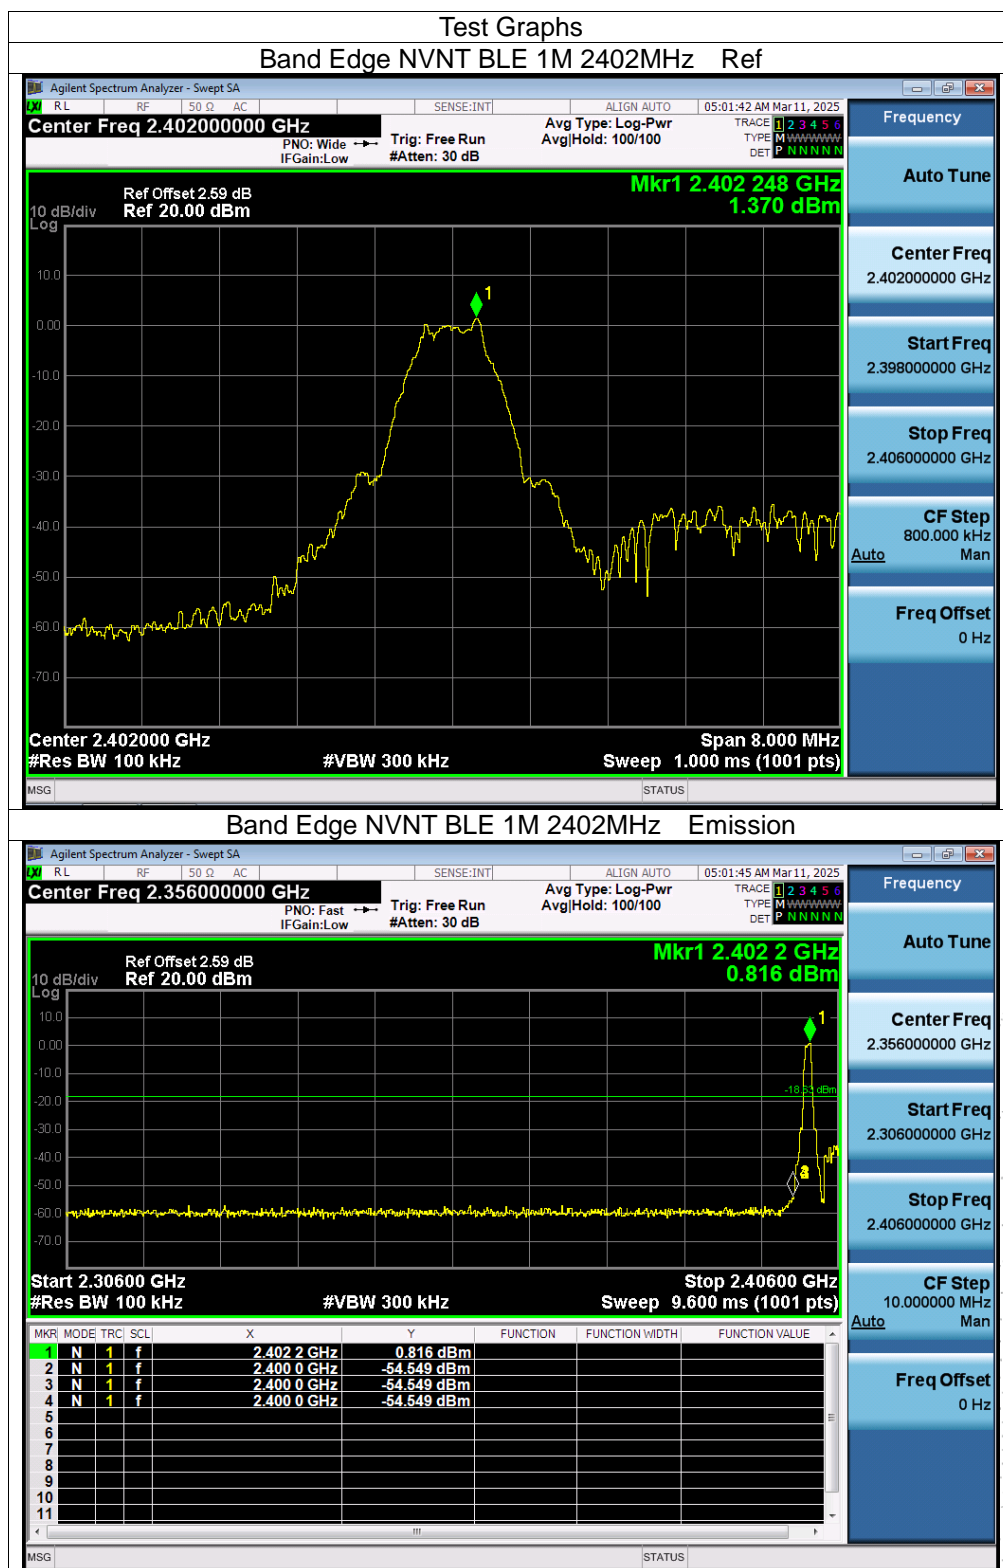 Test Graphs
Band Edge NVNT BLE 1M 2402MHz Ref
Agilent Spectrum Analyzer - Swept SA
LXI RL RF 50 Ω AC SENSE:INT ALIGN AUTO 05:01:42 AM Mar 11, 2025
Center Freq 2.402000000 GHz
PNO: Wide
IFGain:Low
Trig: Free Run
#Atten: 30 dB
Avg Type: Log-Pwr
Avg|Hold: 100/100
TRACE 1 2 3 4 5 6
TYPE M W W W W W
DET P N N N N N
Frequency
Auto Tune
Center Freq
2.402000000 GHz
Start Freq
2.398000000 GHz
Stop Freq
2.406000000 GHz
CF Step
800.000 kHz
Auto Man
Freq Offset
0 Hz
Mkr1 2.402 248 GHz
1.370 dBm
Ref Offset 2.59 dB
10 dB/div Ref 20.00 dBm
Log
1
10.0
0.00
-10.0
-20.0
-30.0
-40.0
-50.0
-60.0
-70.0
Center 2.402000 GHz Span 8.000 MHz
#Res BW 100 kHz #VBW 300 kHz Sweep 1.000 ms (1001 pts)
MSG STATUS
Band Edge NVNT BLE 1M 2402MHz Emission
Agilent Spectrum Analyzer - Swept SA
LXI RL RF 50 Ω AC SENSE:INT ALIGN AUTO 05:01:45 AM Mar 11, 2025
Center Freq 2.356000000 GHz
PNO: Fast
IFGain:Low
Trig: Free Run
#Atten: 30 dB
Avg Type: Log-Pwr
Avg|Hold: 100/100
TRACE 1 2 3 4 5 6
TYPE M W W W W W
DET P N N N N N
Frequency
Auto Tune
Center Freq
2.356000000 GHz
Start Freq
2.306000000 GHz
Stop Freq
2.406000000 GHz
CF Step
10.000000 MHz
Auto Man
Freq Offset
0 Hz
Mkr1 2.402 2 GHz
0.816 dBm
Ref Offset 2.59 dB
10 dB/div Ref 20.00 dBm
Log
1
10.0
0.00
-10.0
-18.63 dBm
-20.0
-30.0
-40.0
-50.0
-60.0
-70.0
Start 2.30600 GHz Stop 2.40600 GHz
#Res BW 100 kHz #VBW 300 kHz Sweep 9.600 ms (1001 pts)
MKR MODE TRC SCL X Y FUNCTION FUNCTION WIDTH FUNCTION VALUE
1 N 1 f 2.402 2 GHz 0.816 dBm
2 N 1 f 2.400 0 GHz -54.549 dBm
3 N 1 f 2.400 0 GHz -54.549 dBm
4 N 1 f 2.400 0 GHz -54.549 dBm
5
6
7
8
9
10
11
MSG STATUS